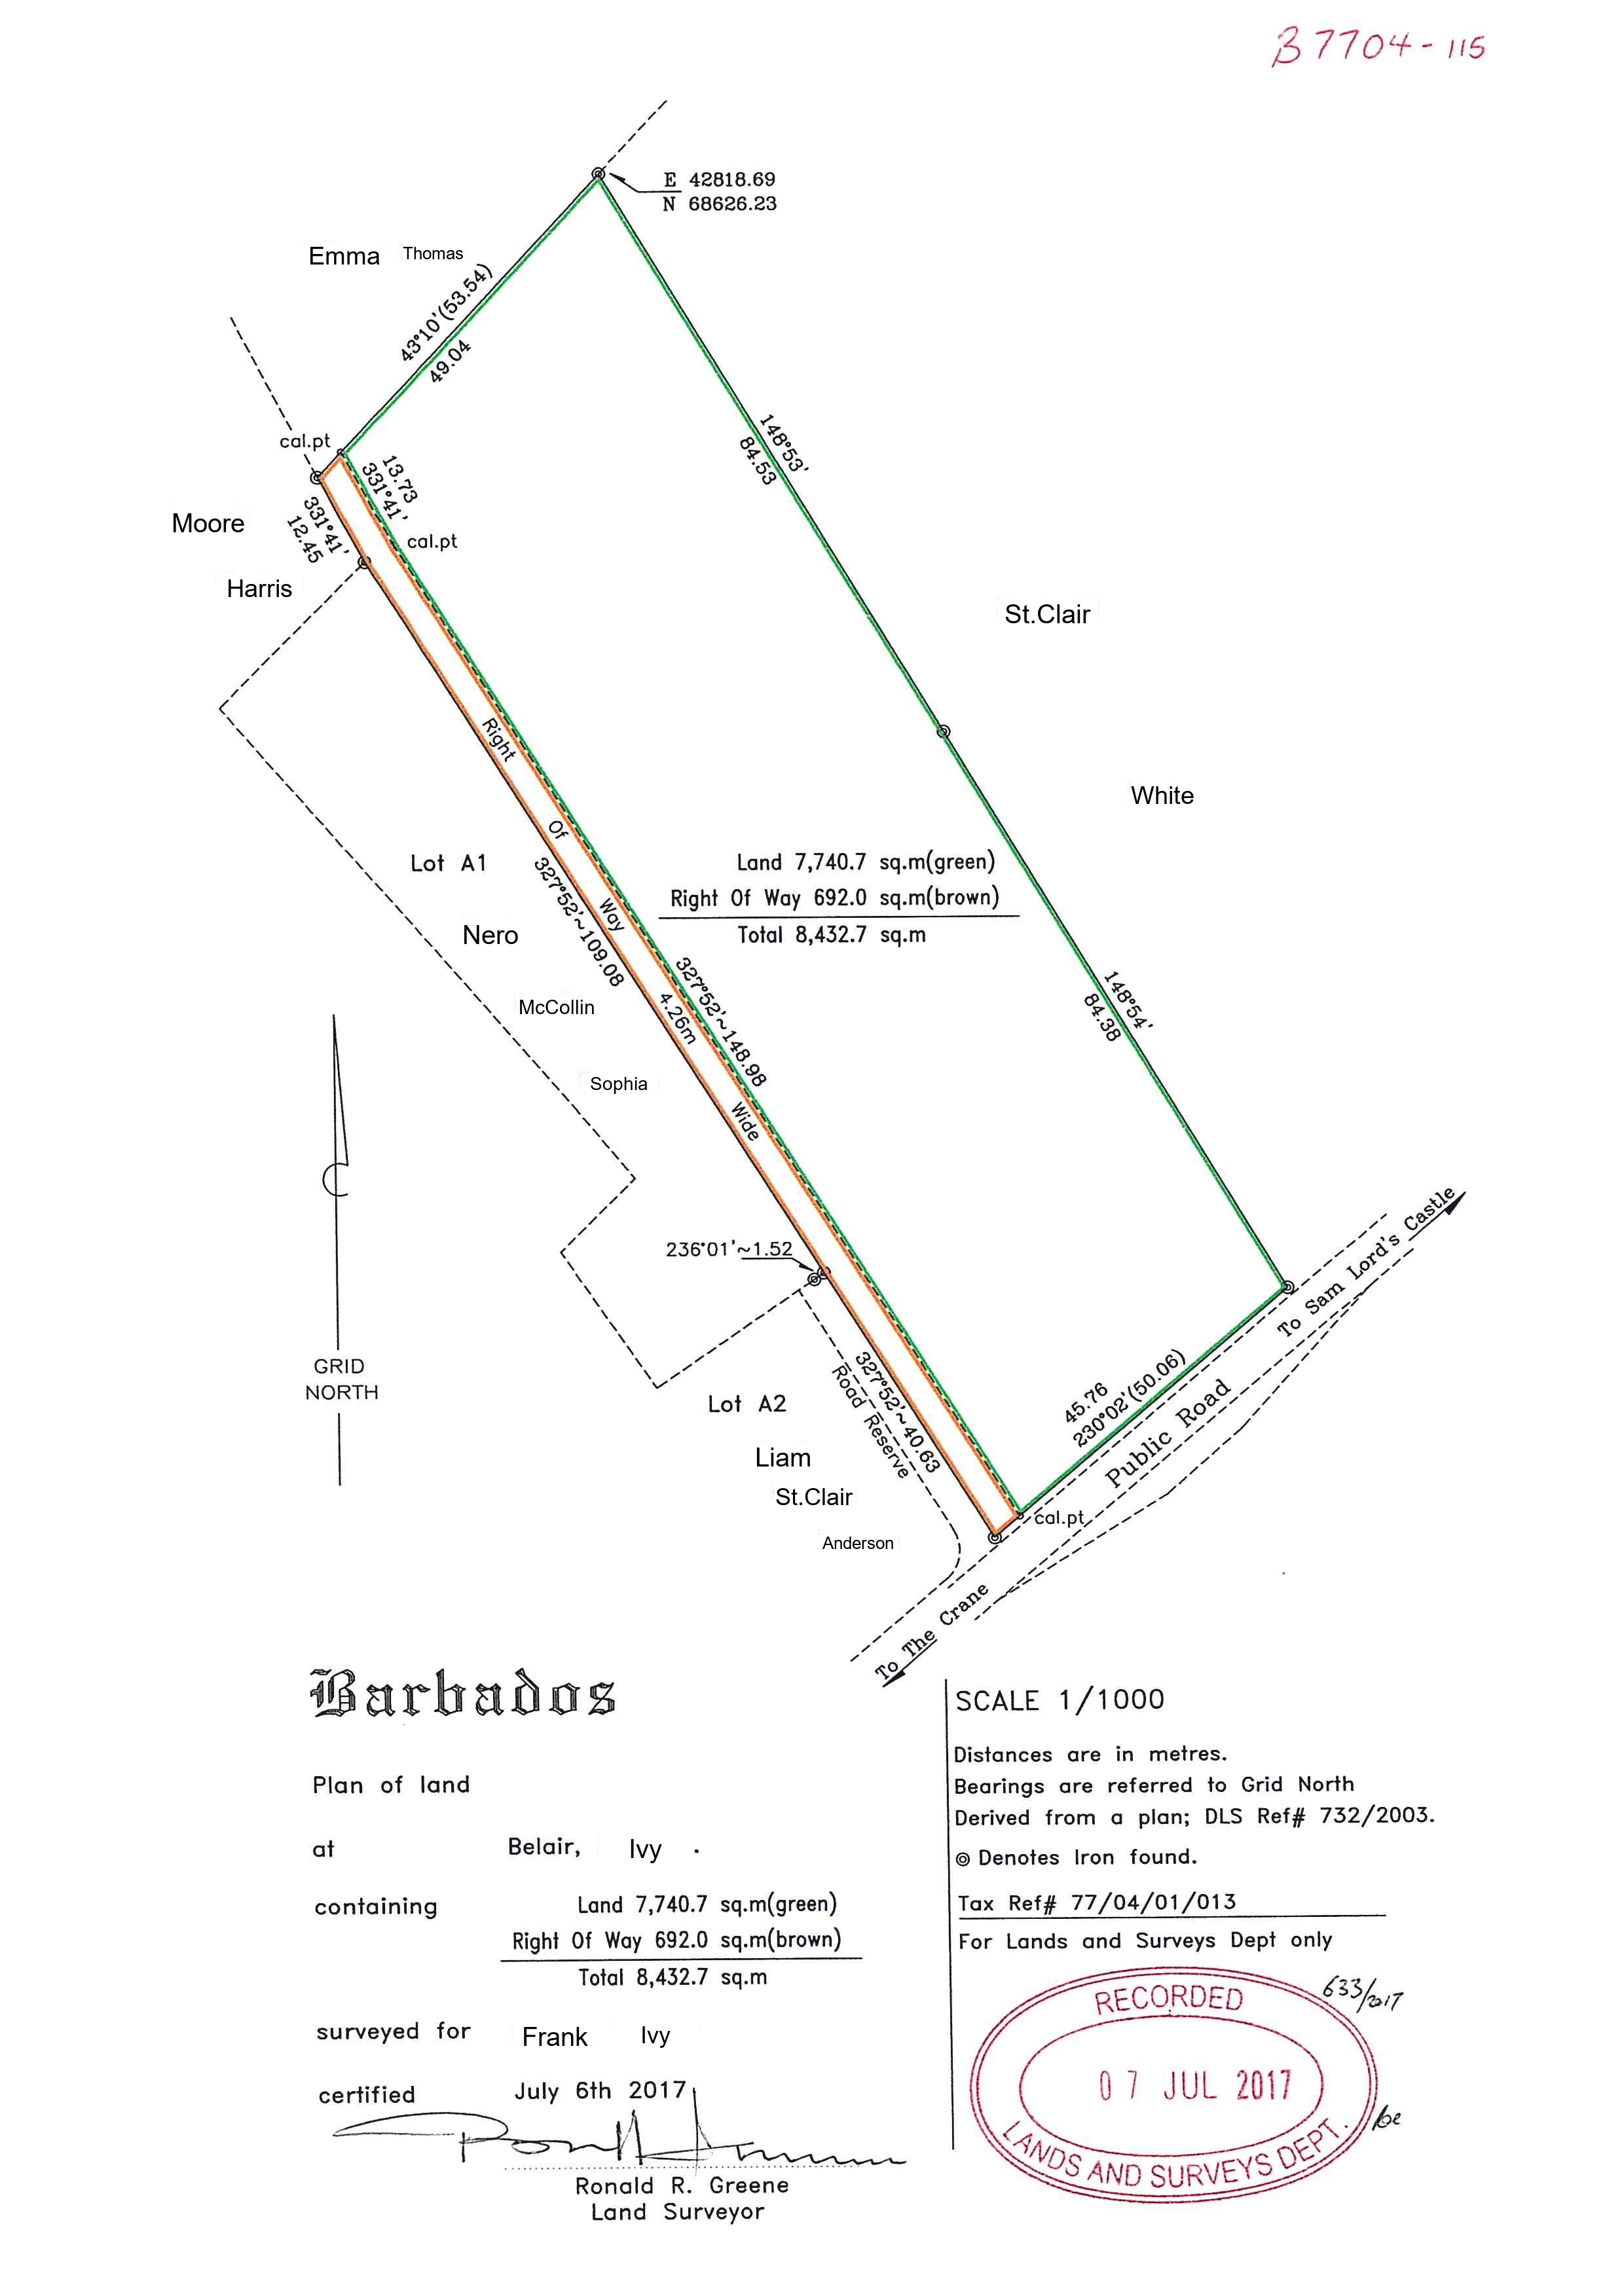 B7704-115
E 42818.69
N 68626.23
Emma Thomas
43°10'(53.54)
49.04
cal.pt
13.73
331°41'
cal.pt
331°41'
12.45
Moore
Harris
148°53'
84.53
St.Clair
White
Right Of Way 4.26m Wide
Lot A1
Nero
McCollin
Sophia
327°52'~109.08
327°52'~148.98
Land 7,740.7 sq.m(green)
Right Of Way 692.0 sq.m(brown)
Total 8,432.7 sq.m
148°54'
84.38
236°01'~1.52
GRID
NORTH
Lot A2
Liam
St.Clair
Anderson
Road Reserve
327°52'~40.63
45.76
230°02'(50.06)
Public Road
To Sam Lord's Castle
cal.pt
To The Crane
Barbados
Plan of land
at Belair, Ivy .
containing Land 7,740.7 sq.m(green)
Right Of Way 692.0 sq.m(brown)
Total 8,432.7 sq.m
surveyed for Frank Ivy
certified July 6th 2017
Ronald R. Greene
Land Surveyor
SCALE 1/1000
Distances are in metres.
Bearings are referred to Grid North
Derived from a plan; DLS Ref# 732/2003.
Denotes Iron found.
Tax Ref# 77/04/01/013
For Lands and Surveys Dept only
633/2017
RECORDED
07 JUL 2017
LANDS AND SURVEYS DEPT.